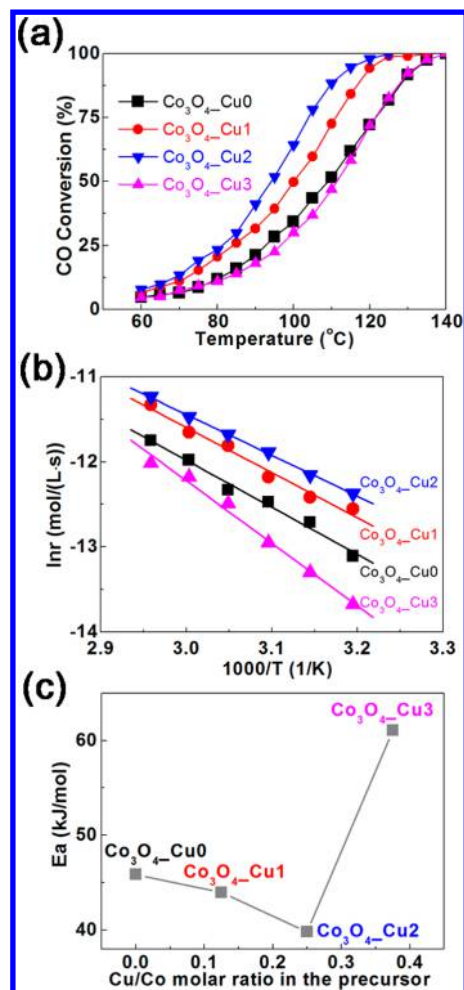 (a)
CO Conversion (%)
100
75
50
25
0
Co₃O₄_Cu0
Co₃O₄_Cu1
Co₃O₄_Cu2
Co₃O₄_Cu3
60 80 100 120 140
Temperature (°C)
(b)
lnr (mol/(L·s))
-11
-12
-13
-14
Co₃O₄_Cu2
Co₃O₄_Cu1
Co₃O₄_Cu0
Co₃O₄_Cu3
2.9 3.0 3.1 3.2 3.3
1000/T (1/K)
(c)
Ea (kJ/mol)
60
50
40
Co₃O₄_Cu3
Co₃O₄_Cu0
Co₃O₄_Cu1
Co₃O₄_Cu2
0.0 0.1 0.2 0.3 0.4
Cu/Co molar ratio in the precursor